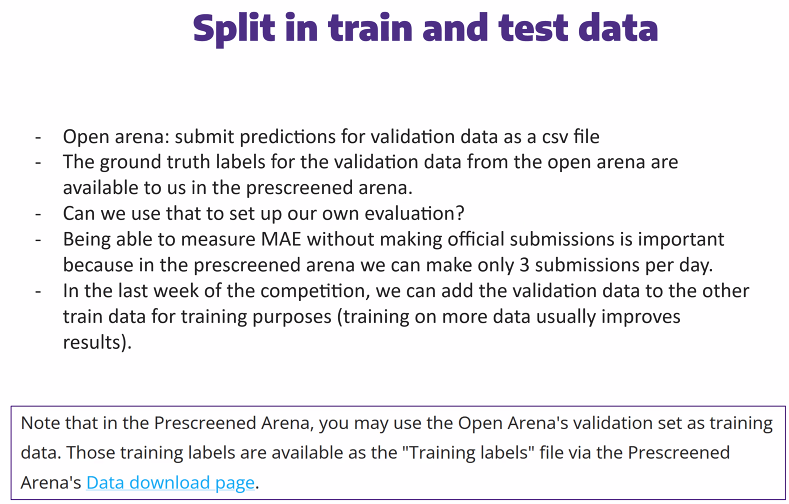 Split in train and test data
- Open arena: submit predictions for validation data as a csv file
- The ground truth labels for the validation data from the open arena are
available to us in the prescreened arena.
- Can we use that to set up our own evaluation?
- Being able to measure MAE without making official submissions is important
because in the prescreened arena we can make only 3 submissions per day.
- In the last week of the competition, we can add the validation data to the other
train data for training purposes (training on more data usually improves
results).
Note that in the Prescreened Arena, you may use the Open Arena's validation set as training
data. Those training labels are available as the "Training labels" file via the Prescreened
Arena's Data download page.